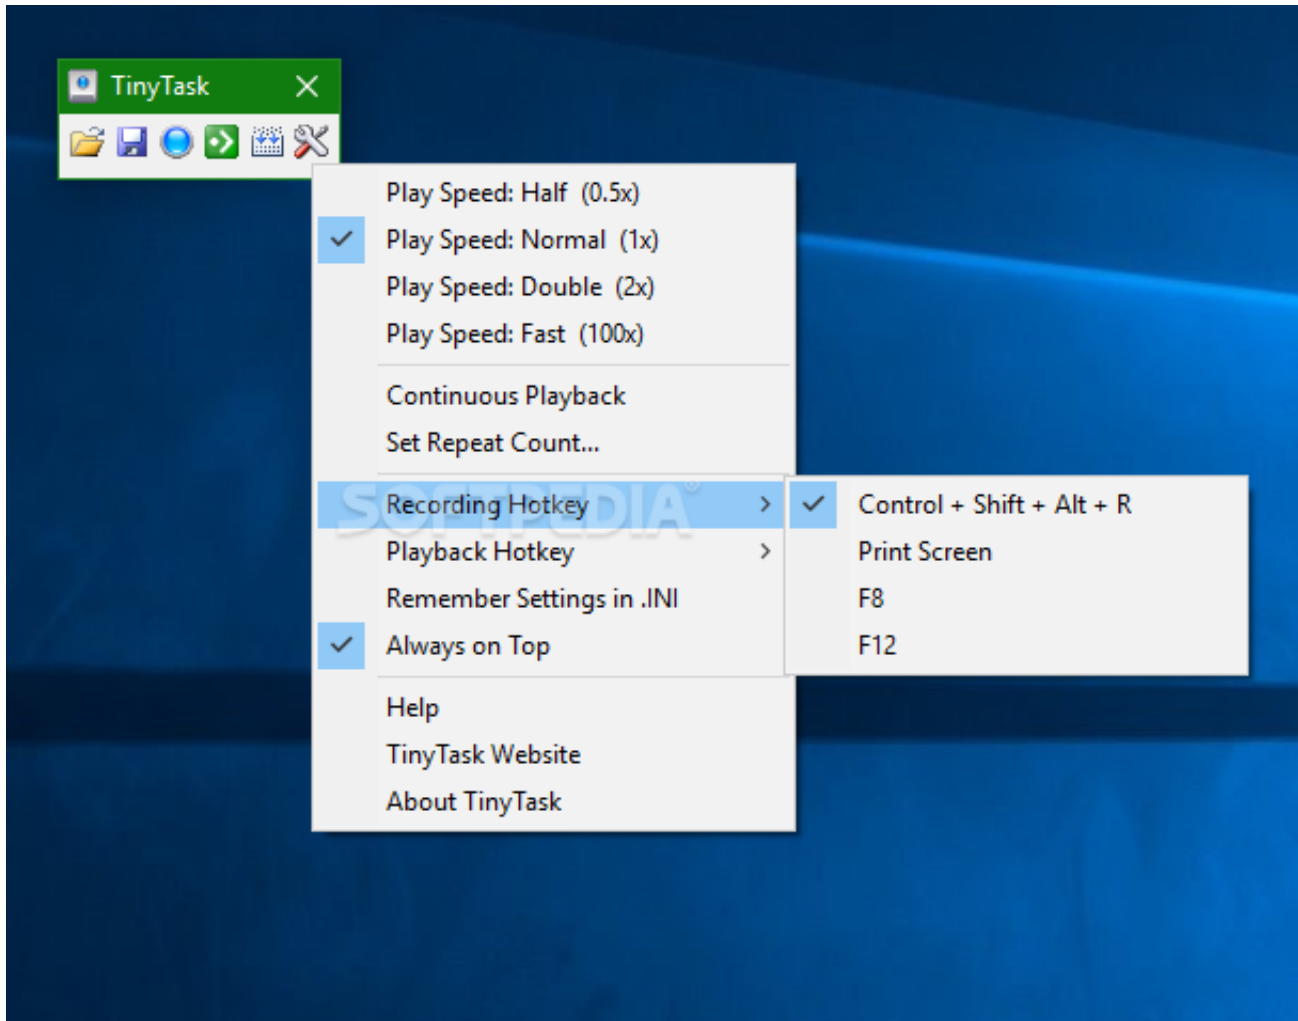 TinyTask
Play Speed: Half (0.5x)
Play Speed: Normal (1x)
Play Speed: Double (2x)
Play Speed: Fast (100x)
Continuous Playback
Set Repeat Count...
Recording Hotkey
SOFTPEDIA®
Playback Hotkey
Remember Settings in .INI
Always on Top
Help
TinyTask Website
About TinyTask
Control + Shift + Alt + R
Print Screen
F8
F12